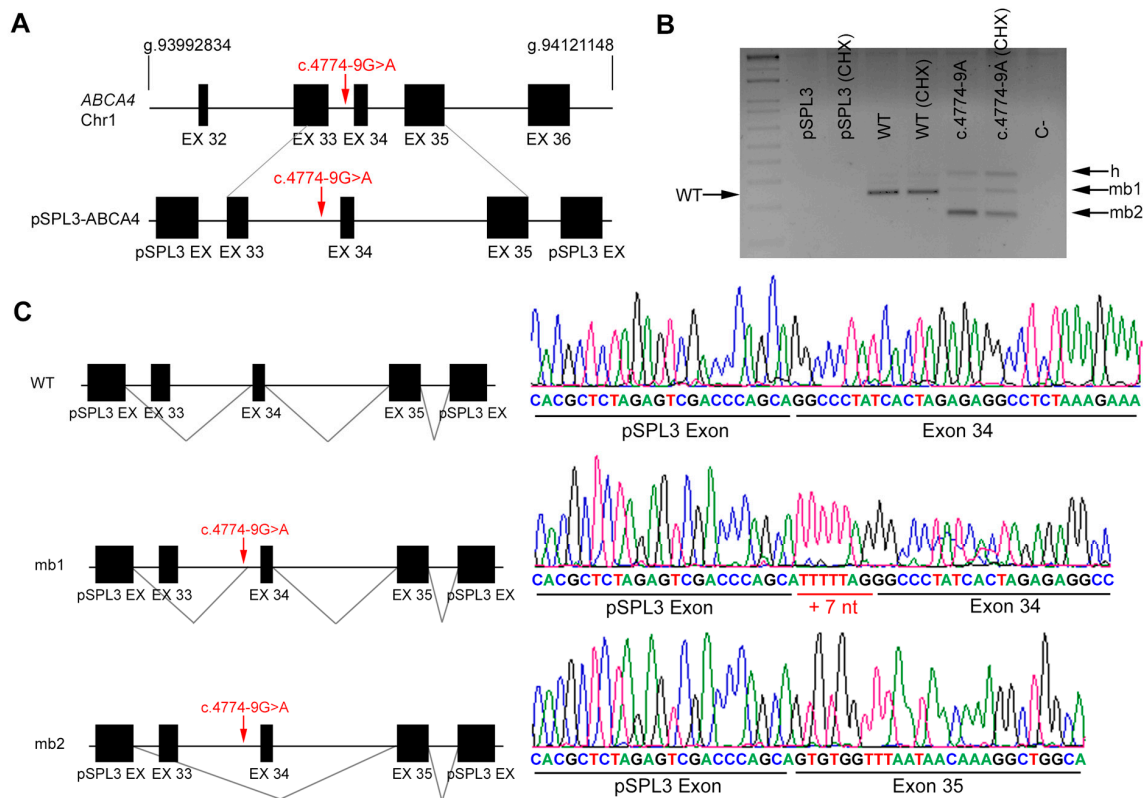 A
g.93992834
g.94121148
c.4774-9G>A
ABCA4
Chr1
EX 32
EX 33
EX 34
EX 35
EX 36
c.4774-9G>A
pSPL3-ABCA4
pSPL3 EX
EX 33
EX 34
EX 35
pSPL3 EX
B
pSPL3
pSPL3 (CHX)
WT
WT (CHX)
c.4774-9A
c.4774-9A (CHX)
C-
WT
h
mb1
mb2
C
WT
pSPL3 EX
EX 33
EX 34
EX 35
pSPL3 EX
CACGCTCTAGAGTCGACCCAGCAGGCCCTATCACTAGAGAGGCCTCTAAAGAAA
pSPL3 Exon
Exon 34
c.4774-9G>A
mb1
pSPL3 EX
EX 33
EX 34
EX 35
pSPL3 EX
CACGCTCTAGAGTCGACCCAGCATTTTTAGGGCCCTATCACTAGAGAGGCC
pSPL3 Exon
+ 7 nt
Exon 34
c.4774-9G>A
mb2
pSPL3 EX
EX 33
EX 34
EX 35
pSPL3 EX
CACGCTCTAGAGTCGACCCAGCAGTGTGGTTTAATAACAAAGGCTGGCA
pSPL3 Exon
Exon 35